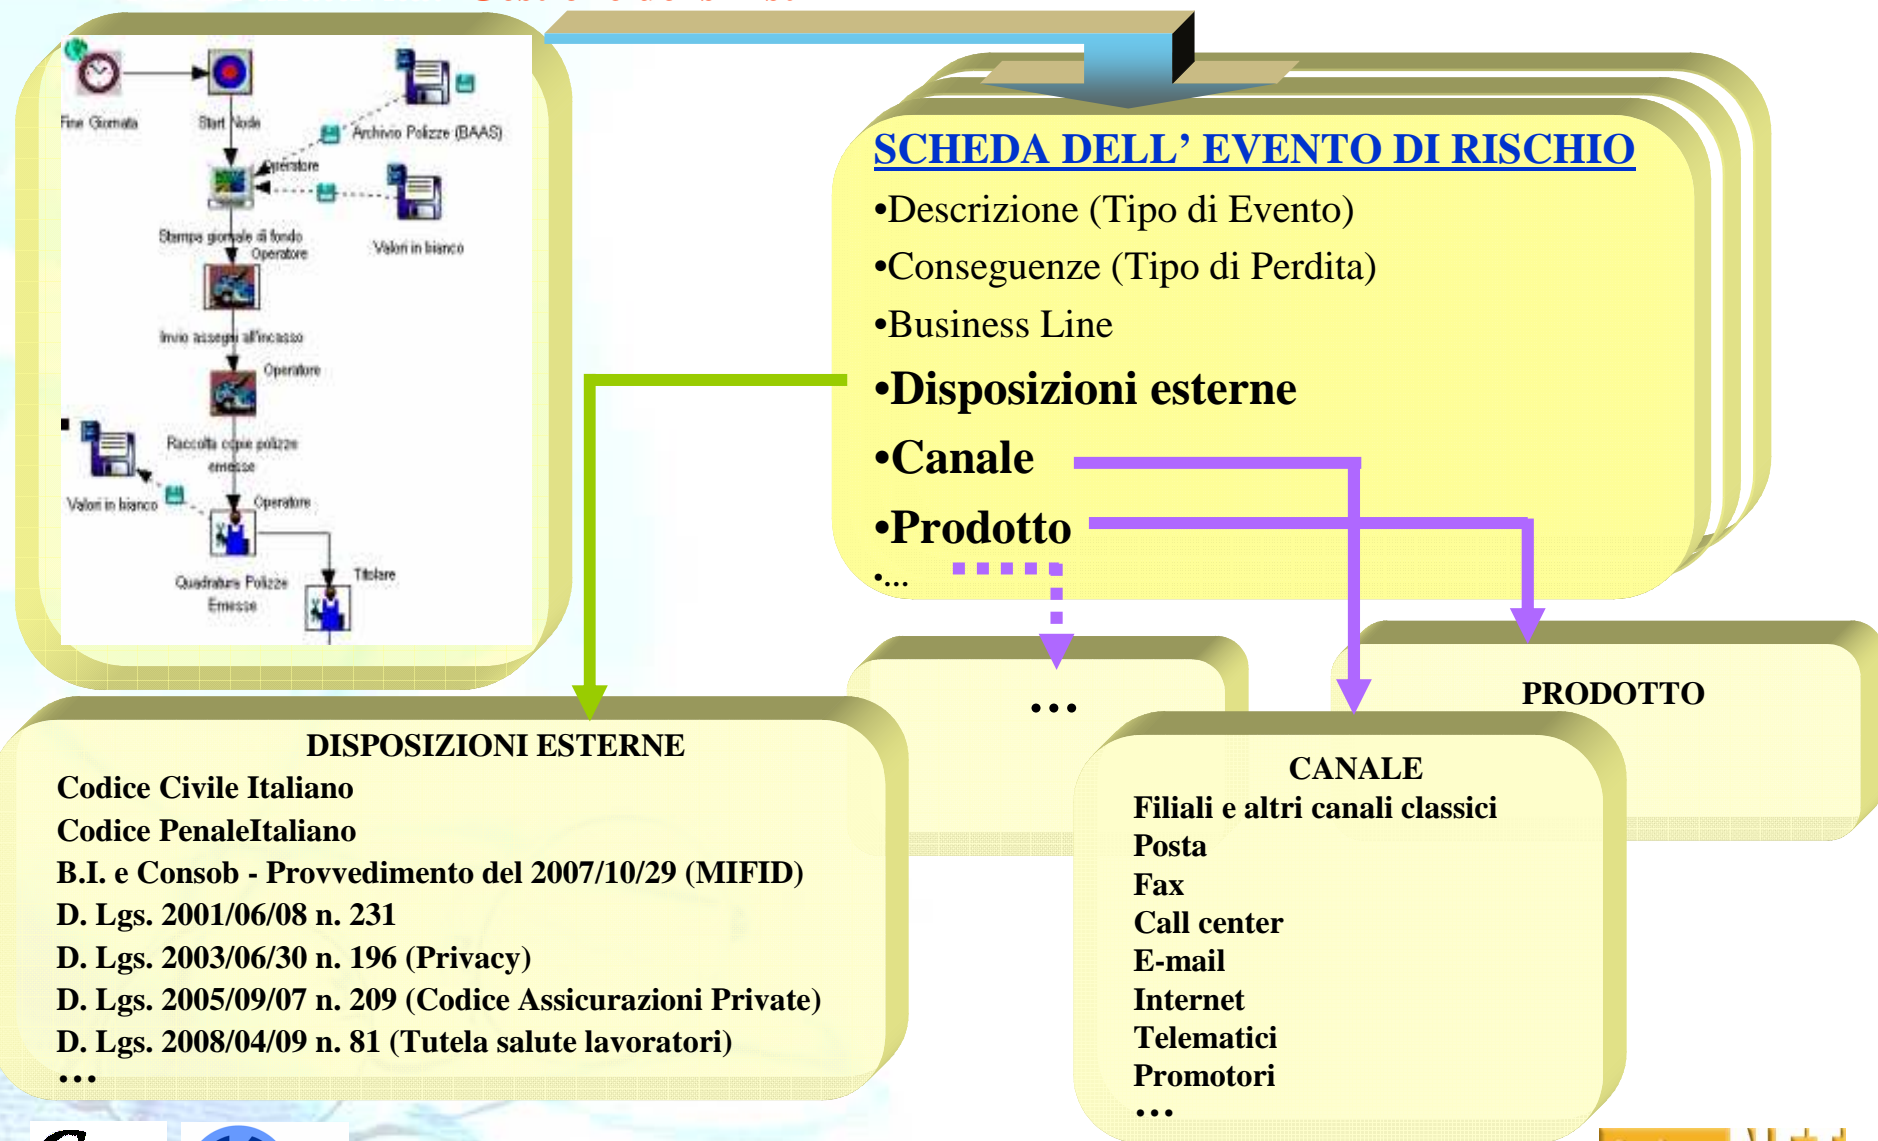 Fine Giornata
Start Node
Archivio Polizze (BAAS)
Operatore
Stampa giornale di fondo
Valori in bianco
Operatore
Invio assegni all'incasso
Operatore
Raccolta copie polizze
emesse
Valori in bianco
Operatore
Quadratura Polizze
Emesse
Titolare
SCHEDA DELL’ EVENTO DI RISCHIO
•Descrizione (Tipo di Evento)
•Conseguenze (Tipo di Perdita)
•Business Line
•Disposizioni esterne
•Canale
•Prodotto
•...
DISPOSIZIONI ESTERNE
Codice Civile Italiano
Codice PenaleItaliano
B.I. e Consob - Provvedimento del 2007/10/29 (MIFID)
D. Lgs. 2001/06/08 n. 231
D. Lgs. 2003/06/30 n. 196 (Privacy)
D. Lgs. 2005/09/07 n. 209 (Codice Assicurazioni Private)
D. Lgs. 2008/04/09 n. 81 (Tutela salute lavoratori)
...
...
CANALE
Filiali e altri canali classici
Posta
Fax
Call center
E-mail
Internet
Telematici
Promotori
...
PRODOTTO